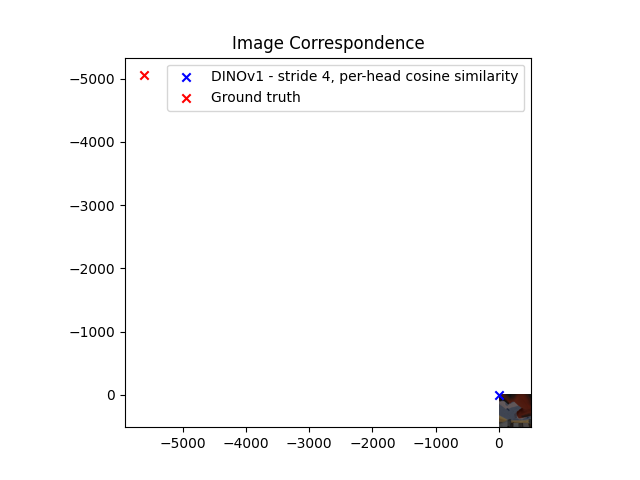 Image Correspondence
DINOv1 - stride 4, per-head cosine similarity
Ground truth
−5000
−4000
−3000
−2000
−1000
0
−5000 −4000 −3000 −2000 −1000 0